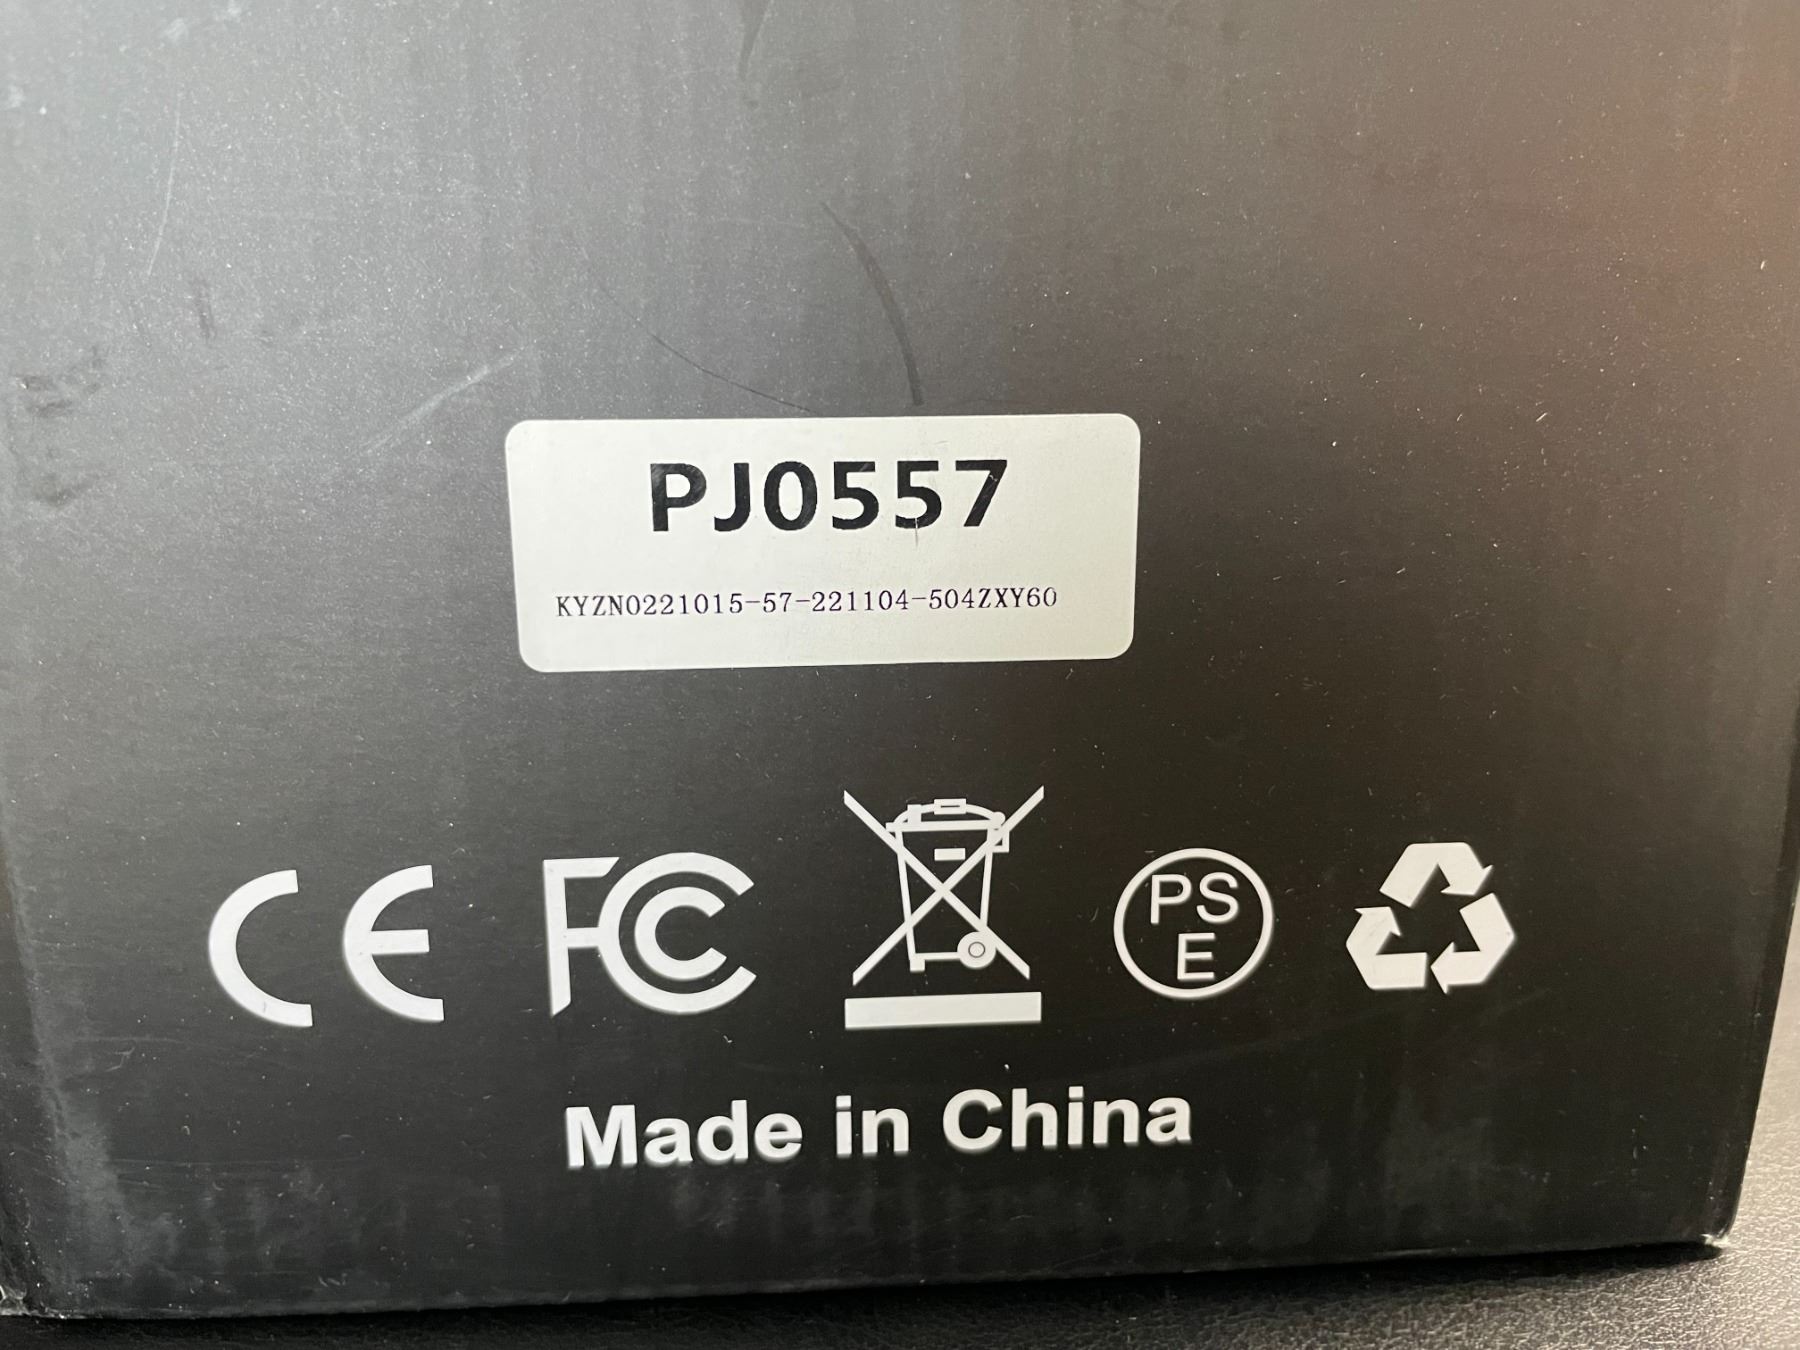 PJ0557
KYZN0221015-57-221104-504ZXY60
CE FC PS
E
Made in China